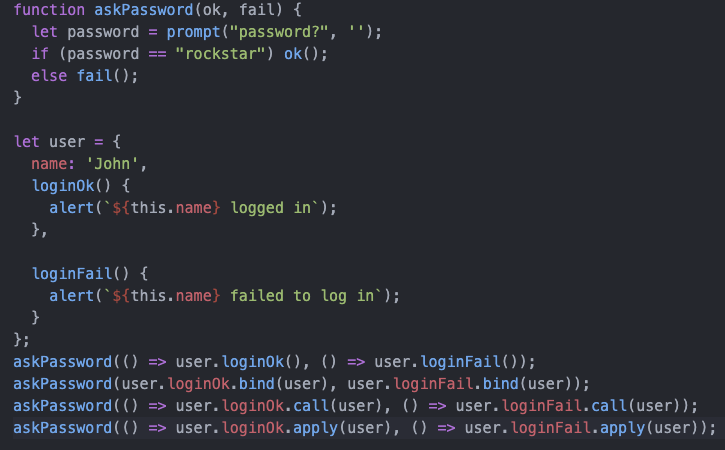 function askPassword(ok, fail) {
  let password = prompt("password?", '');
  if (password == "rockstar") ok();
  else fail();
}

let user = {
  name: 'John',
  loginOk() {
    alert(`${this.name} logged in`);
  },

  loginFail() {
    alert(`${this.name} failed to log in`);
  }
};
askPassword(() => user.loginOk(), () => user.loginFail());
askPassword(user.loginOk.bind(user), user.loginFail.bind(user));
askPassword(() => user.loginOk.call(user), () => user.loginFail.call(user));
askPassword(() => user.loginOk.apply(user), () => user.loginFail.apply(user));